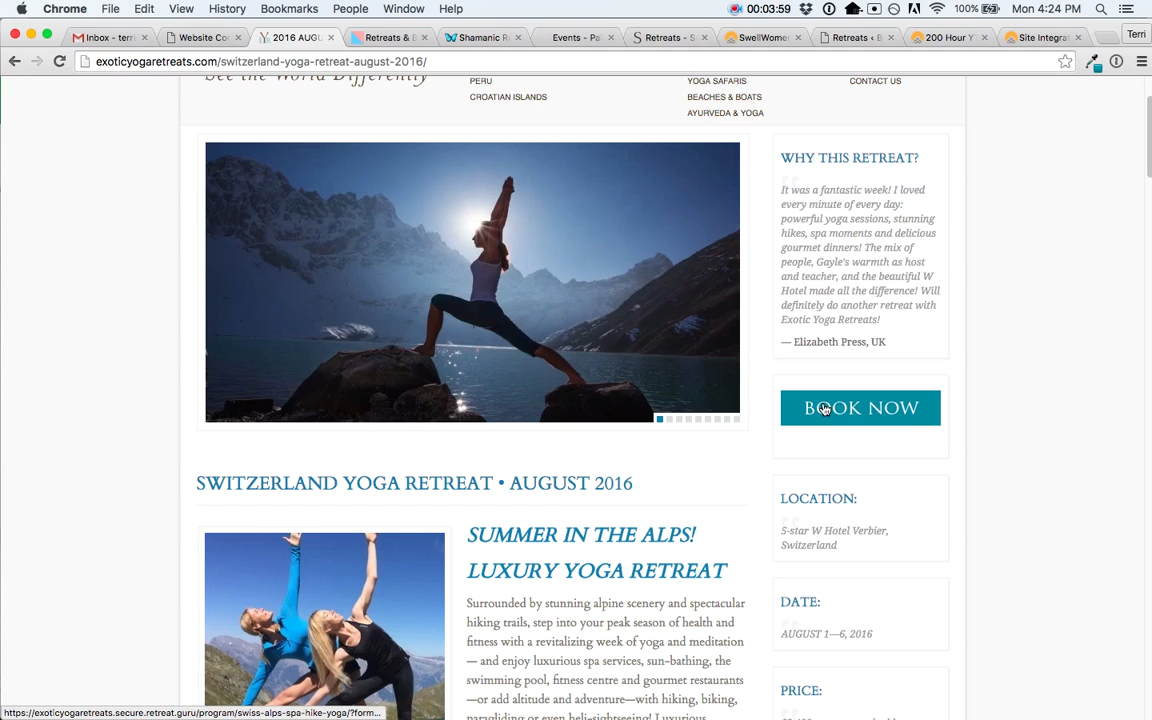 Chrome File Edit View History Bookmarks People Window Help 00:03:59 100% Mon 4:24 PM
Inbox - terri Website Con 2016 AUGU Retreats & B Shamanic R Events - Pa Retreats - S SwellWome Retreats ‹ B 200 Hour Y Site Integrat Terri
exoticyogaretreats.com/switzerland-yoga-retreat-august-2016/
See the World Differently
PERU
CROATIAN ISLANDS
YOGA SAFARIS
BEACHES & BOATS
AYURVEDA & YOGA
CONTACT US
WHY THIS RETREAT?
It was a fantastic week! I loved
every minute of every day:
powerful yoga sessions, stunning
hikes, spa moments and delicious
gourmet dinners! The mix of
people, Gayle's warmth as host
and teacher, and the beautiful W
Hotel made all the difference! Will
definitely do another retreat with
Exotic Yoga Retreats!
— Elizabeth Press, UK
BOOK NOW
LOCATION:
5-star W Hotel Verbier,
Switzerland
DATE:
AUGUST 1—6, 2016
PRICE:
SWITZERLAND YOGA RETREAT • AUGUST 2016
SUMMER IN THE ALPS!
LUXURY YOGA RETREAT
Surrounded by stunning alpine scenery and spectacular
hiking trails, step into your peak season of health and
fitness with a revitalizing week of yoga and meditation
— and enjoy luxurious spa services, sun-bathing, the
swimming pool, fitness centre and gourmet restaurants
—or add altitude and adventure—with hiking, biking,
paragliding or even heli-sightseeing! Luxurious
https://exoticyogaretreats.secure.retreat.guru/program/swiss-alps-spa-hike-yoga/?form...